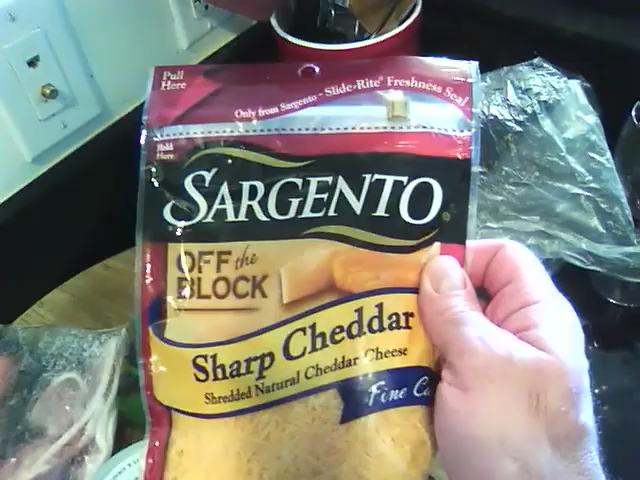 Pull
Here
Only from Sargento - Slide-Rite® Freshness Seal
Hold
Here
SARGENTO®
OFF the
BLOCK
Sharp Cheddar
Shredded Natural Cheddar Cheese
Fine